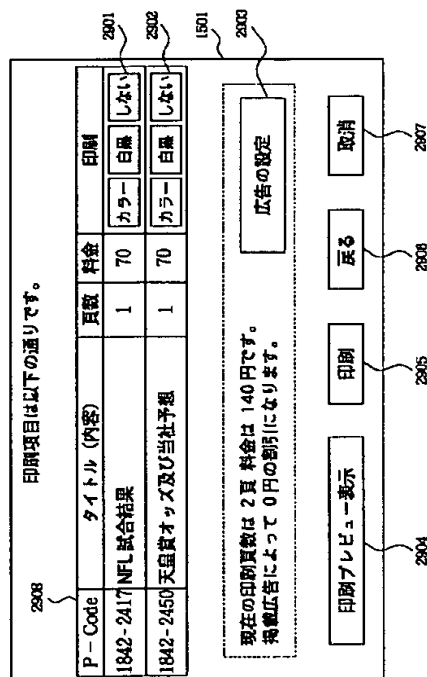 印刷項目は以下の通りです。
2908
P-Code タイトル (内容) 頁数 料金 印刷
1842-2417 NFL試合結果 1 70 カラー 白黒 しない
2901
1842-2450 天皇賞オッズ及び当社予想 1 70 カラー 白黒 しない
2902
1501
現在の印刷頁数は 2 頁 料金は 140 円です。
掲載広告によって 0 円の割引になります。
広告の設定
2903
印刷プレビュー表示 印刷 戻る 取消
2904 2905 2906 2907